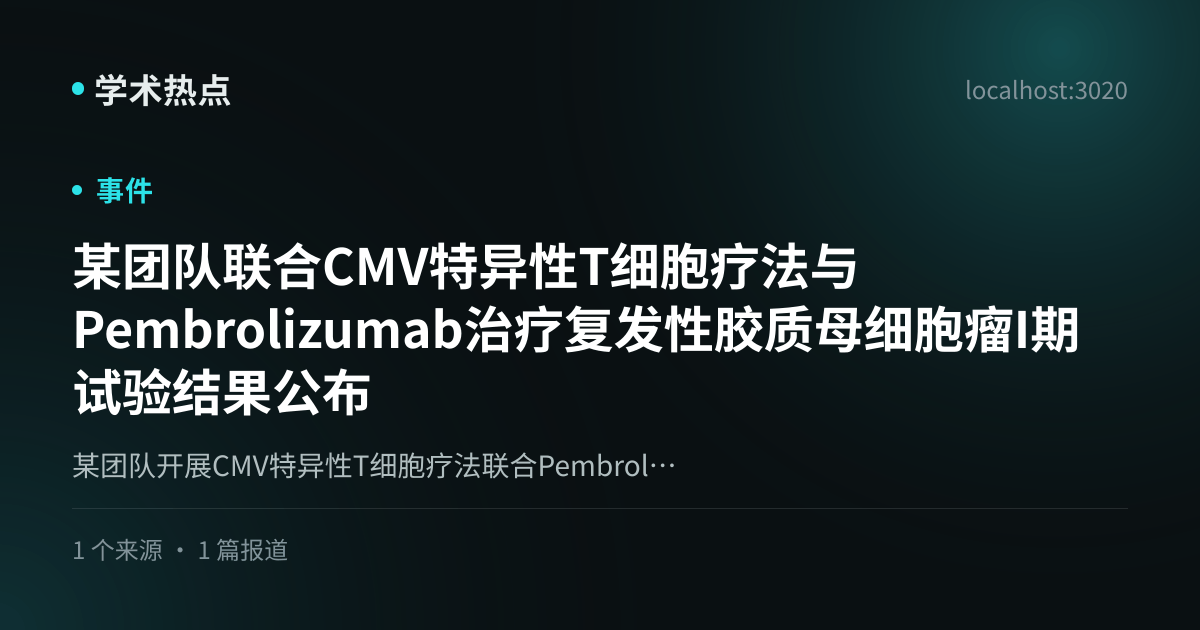 学术热点
localhost:3020
事件
某团队联合CMV特异性T细胞疗法与
Pembrolizumab治疗复发性胶质母细胞瘤I期
试验结果公布
某团队开展CMV特异性T细胞疗法联合Pembrol…
1 个来源 · 1 篇报道